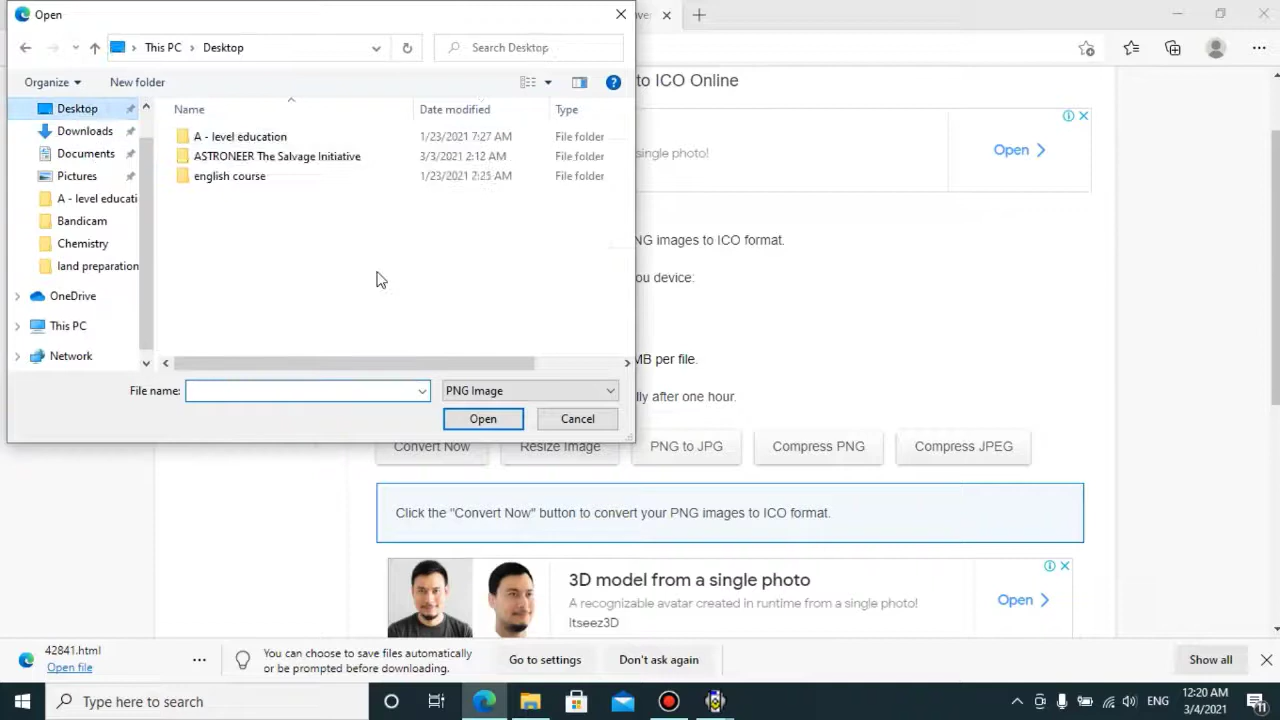 Open
ver
This PC
Desktop
Search Desktop
Organize
New folder
Name
Date modified
Type
Desktop
Downloads
Documents
Pictures
A - level educati
Bandicam
Chemistry
land preparation
OneDrive
This PC
Network
A - level education 1/23/2021 7:27 AM File folder
ASTRONEER The Salvage Initiative 3/3/2021 2:12 AM File folder
english course 1/23/2021 2:25 AM File folder
File name:
PNG Image
Open
Cancel
to ICO Online
single photo!
Open
NG images to ICO format.
ou device:
MB per file.
lly after one hour.
Convert Now
Resize Image
PNG to JPG
Compress PNG
Compress JPEG
Click the "Convert Now" button to convert your PNG images to ICO format.
3D model from a single photo
A recognizable avatar created in runtime from a single photo!
Itseez3D
Open
42841.html
Open file
You can choose to save files automatically
or be prompted before downloading.
Go to settings
Don't ask again
Show all
Type here to search
ENG
12:20 AM
3/4/2021
11